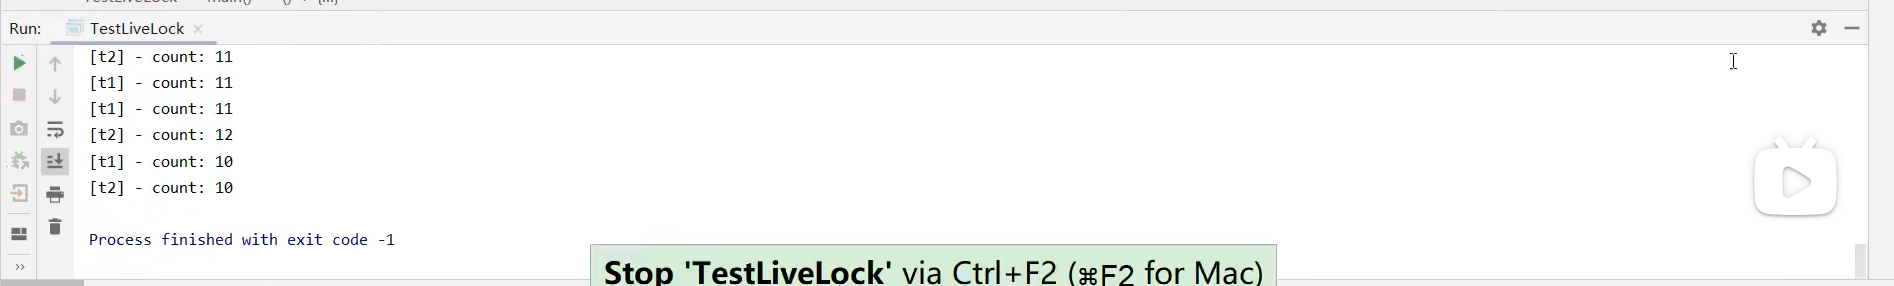 Run: TestLiveLock ×
[t2] - count: 11
[t1] - count: 11
[t1] - count: 11
[t2] - count: 12
[t1] - count: 10
[t2] - count: 10
Process finished with exit code -1
Stop 'TestLiveLock' via Ctrl+F2 (⌘F2 for Mac)